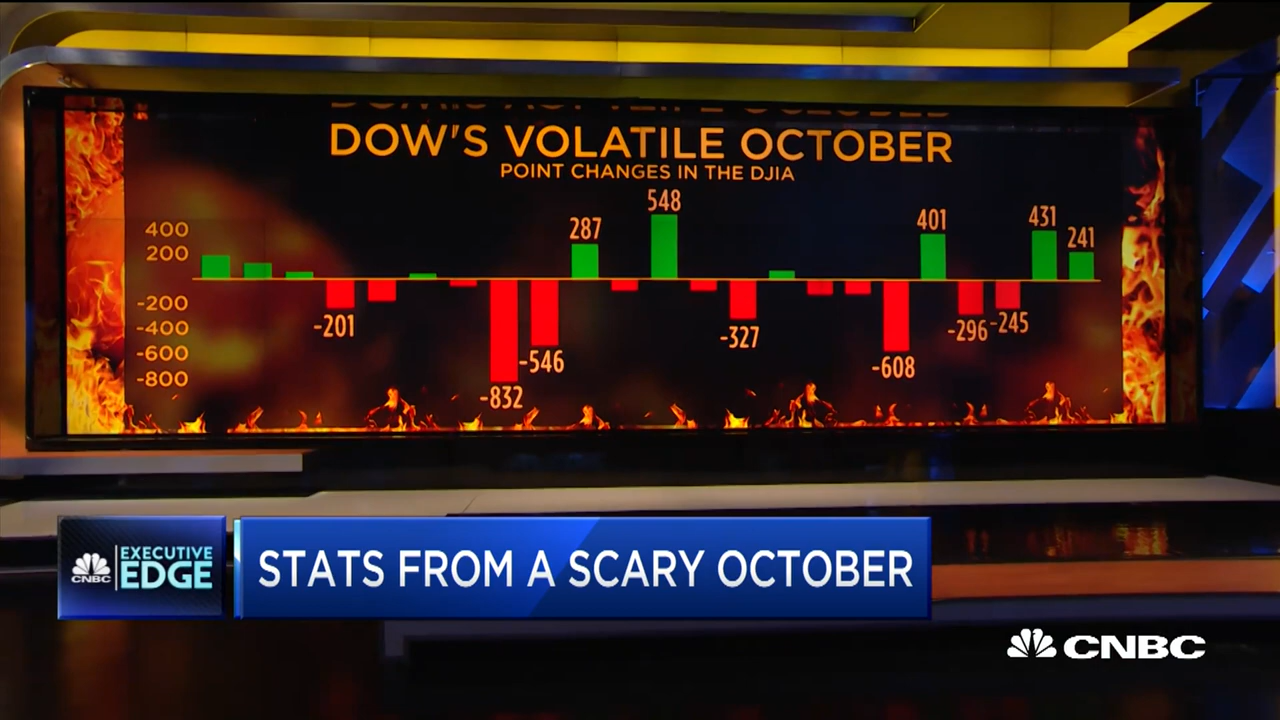 DOW'S VOLATILE OCTOBER
POINT CHANGES IN THE DJIA
400
200
-200
-400
-600
-800
-201
-832
-546
287
548
-327
-608
401
-296
-245
431
241
CNBC
EXECUTIVE
EDGE
STATS FROM A SCARY OCTOBER
CNBC